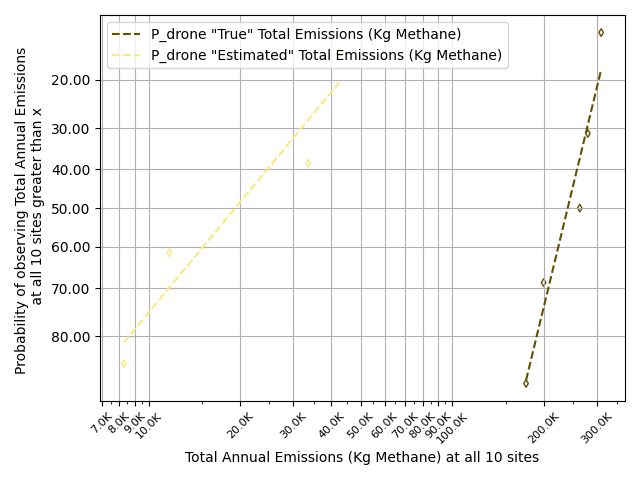 P_drone "True" Total Emissions (Kg Methane)
P_drone "Estimated" Total Emissions (Kg Methane)
Probability of observing Total Annual Emissions
at all 10 sites greater than x
20.00
30.00
40.00
50.00
60.00
70.00
80.00
7.0K
8.0K
9.0K
10.0K
20.0K
30.0K
40.0K
50.0K
60.0K
70.0K
80.0K
90.0K
100.0K
200.0K
300.0K
Total Annual Emissions (Kg Methane) at all 10 sites